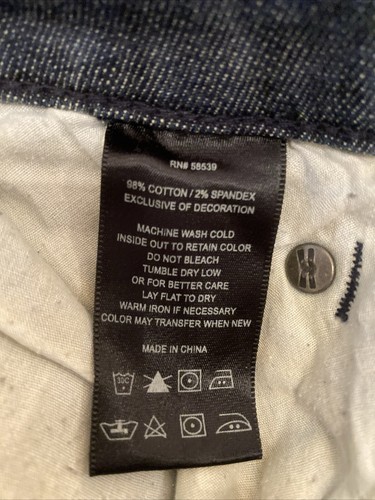 RN# 58539
98% COTTON / 2% SPANDEX
EXCLUSIVE OF DECORATION
MACHINE WASH COLD
INSIDE OUT TO RETAIN COLOR
DO NOT BLEACH
TUMBLE DRY LOW
OR FOR BETTER CARE
LAY FLAT TO DRY
WARM IRON IF NECESSARY
COLOR MAY TRANSFER WHEN NEW
MADE IN CHINA
30C